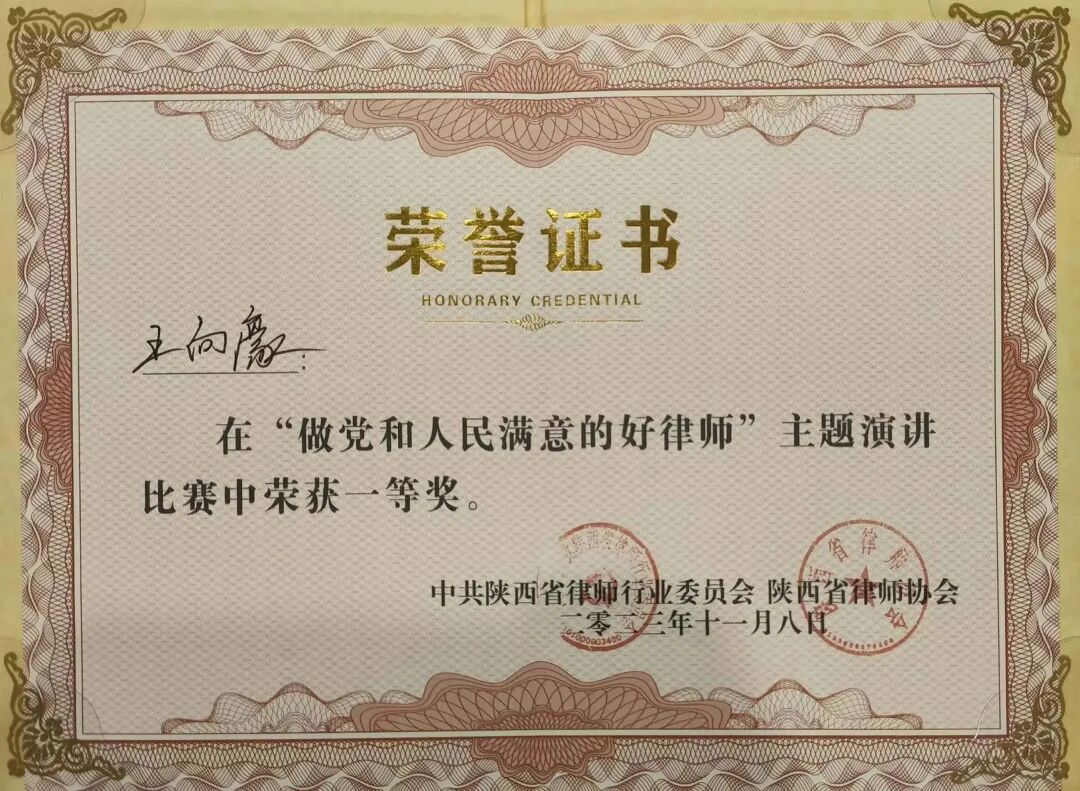 荣誉证书
HONORARY CREDENTIAL
王向:
在“做党和人民满意的好律师”主题演讲
比赛中荣获一等奖。
中共陕西省律师行业委员会 陕西省律师协会
二零二三年十一月八日
省律师